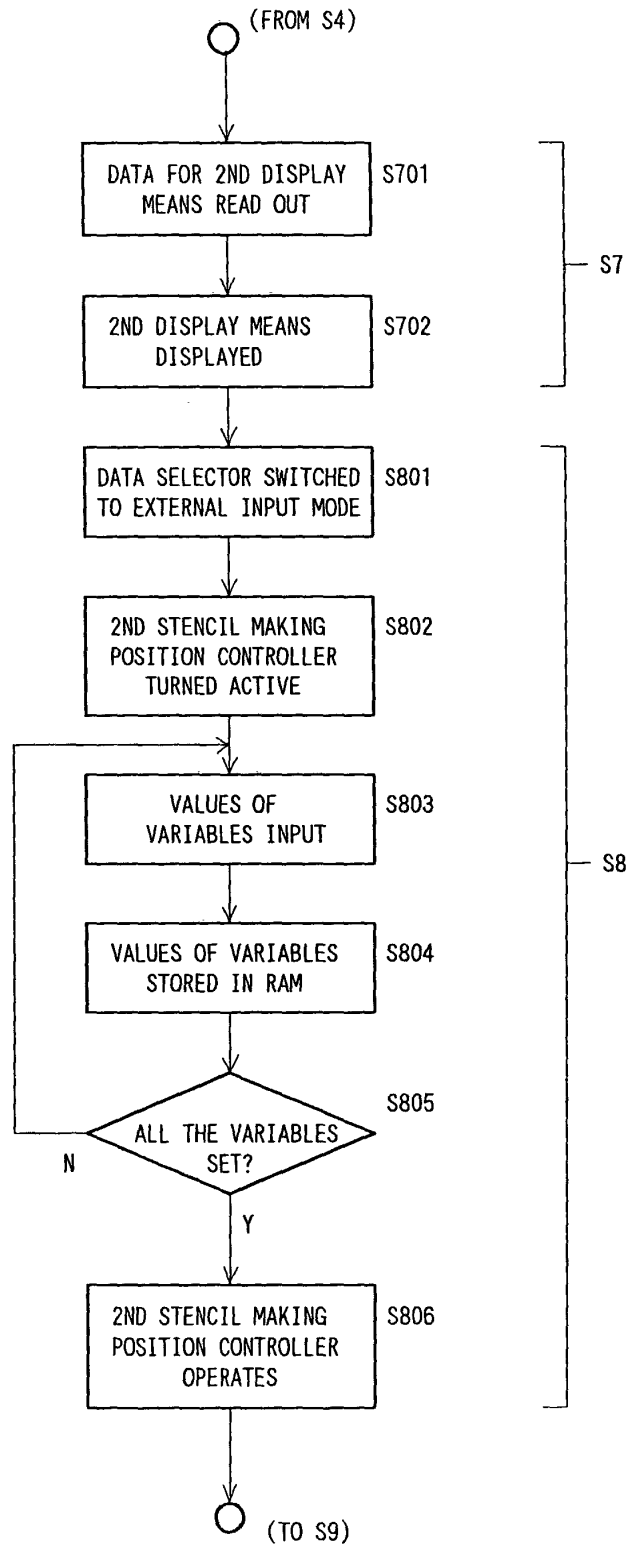 (FROM S4)
DATA FOR 2ND DISPLAY
MEANS READ OUT
S701
S7
2ND DISPLAY MEANS
DISPLAYED
S702
DATA SELECTOR SWITCHED
TO EXTERNAL INPUT MODE
S801
2ND STENCIL MAKING
POSITION CONTROLLER
TURNED ACTIVE
S802
VALUES OF
VARIABLES INPUT
S803
S8
VALUES OF VARIABLES
STORED IN RAM
S804
ALL THE VARIABLES
SET?
S805
N
Y
2ND STENCIL MAKING
POSITION CONTROLLER
OPERATES
S806
(TO S9)